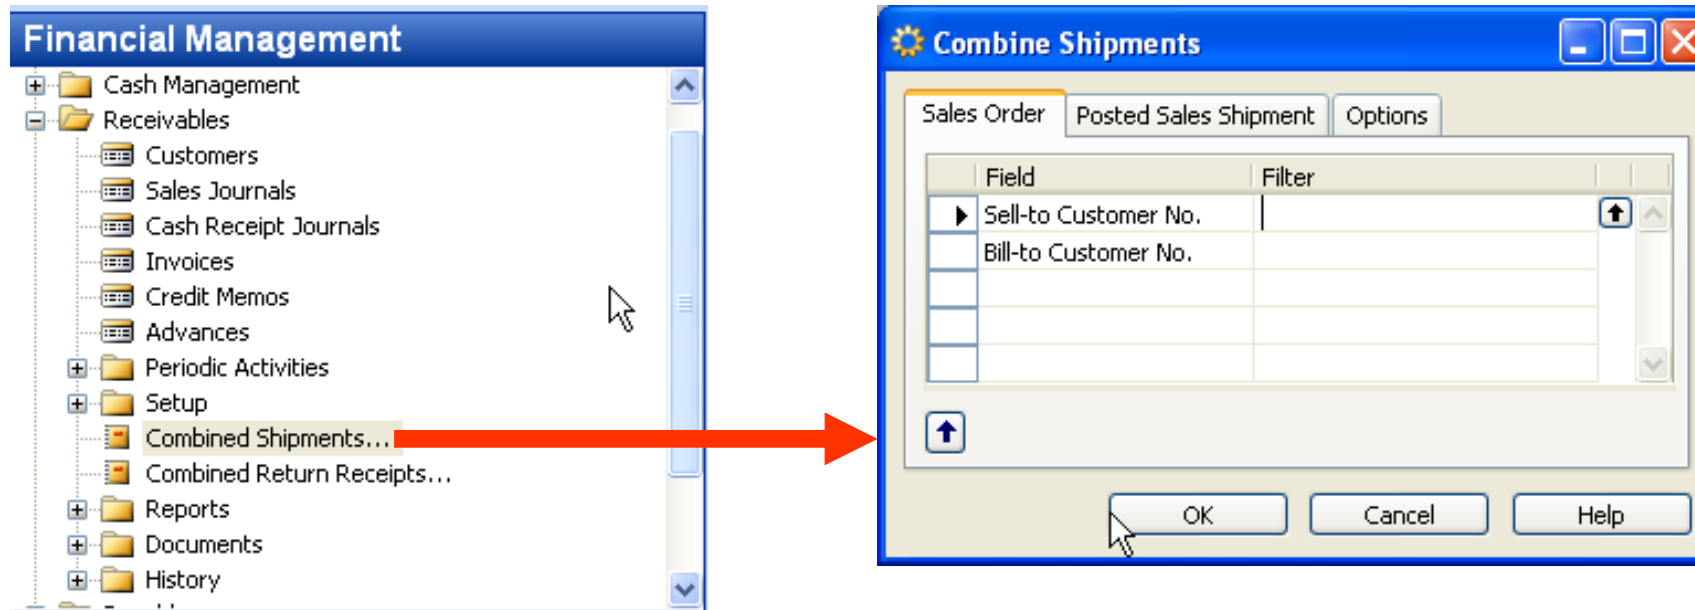 Financial Management
Cash Management
Receivables
Customers
Sales Journals
Cash Receipt Journals
Invoices
Credit Memos
Advances
Periodic Activities
Setup
Combined Shipments...
Combined Return Receipts...
Reports
Documents
History
Combine Shipments
Sales Order Posted Sales Shipment Options
Field Filter
Sell-to Customer No.
Bill-to Customer No.
OK Cancel Help